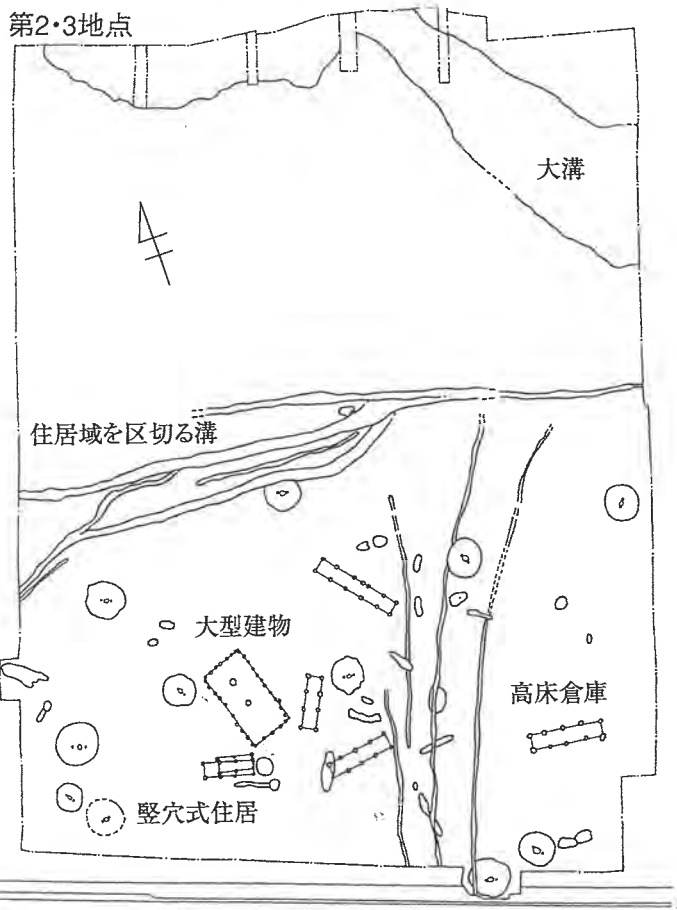 第2・3地点
大溝
住居域を区切る溝
大型建物
高床倉庫
竪穴式住居